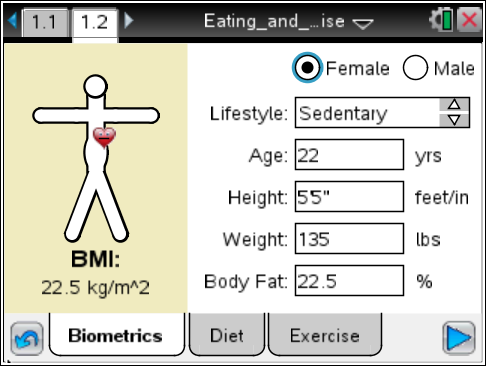 1.1 1.2 Eating_and_…ise
Female Male
Lifestyle: Sedentary
Age: 22 yrs
Height: 5'5" feet/in
Weight: 135 lbs
Body Fat: 22.5 %
BMI:
22.5 kg/m^2
Biometrics Diet Exercise